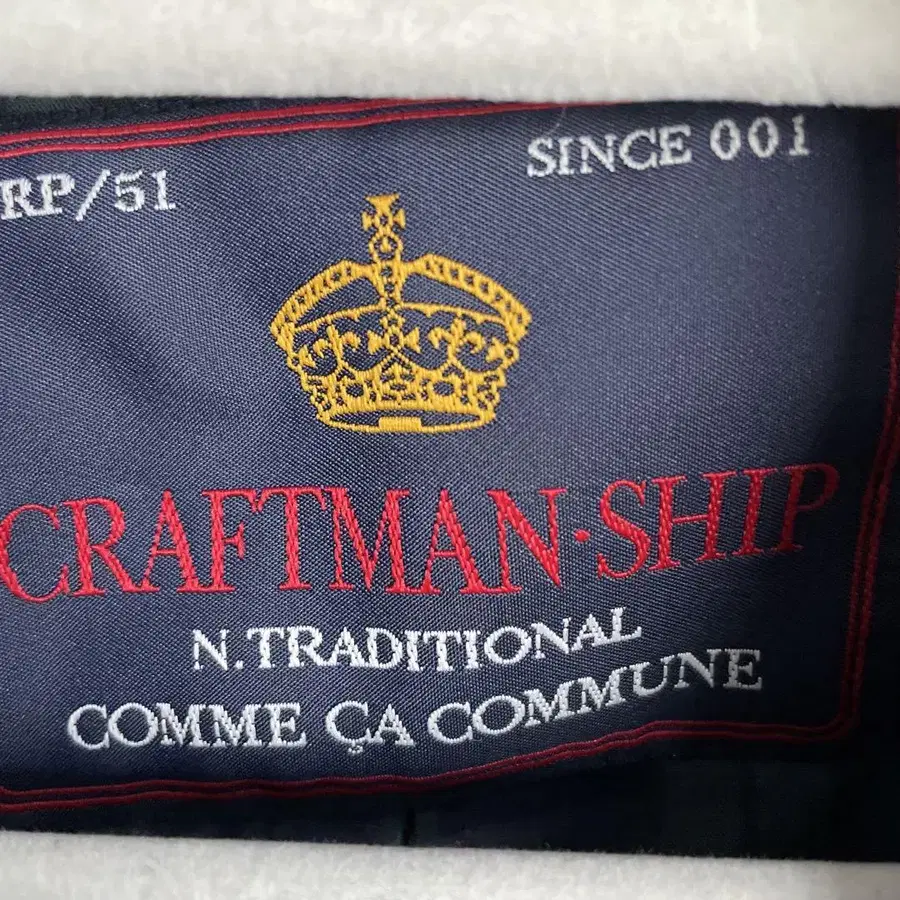 RP/51
SINCE 001
CRAFTMAN·SHIP
N.TRADITIONAL
COMME ÇA COMMUNE